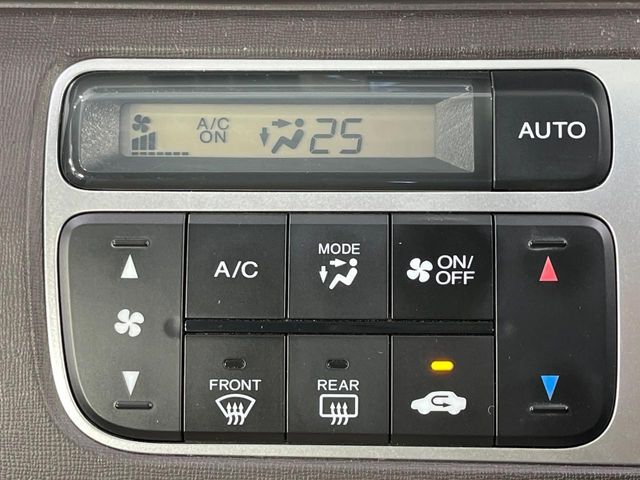 A/C
ON
25
AUTO
A/C
MODE
ON/
OFF
FRONT
REAR